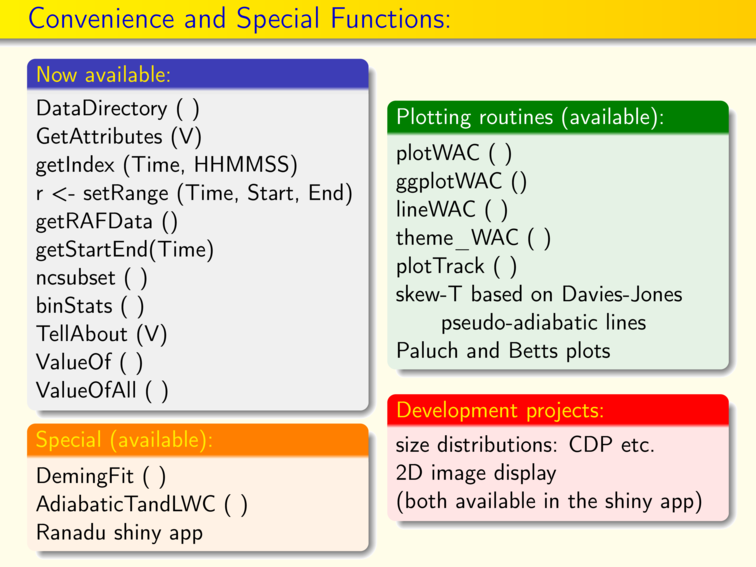 Convenience and Special Functions:
Now available:
DataDirectory ( )
GetAttributes (V)
getIndex (Time, HHMMSS)
r <- setRange (Time, Start, End)
getRAFData ()
getStartEnd(Time)
ncsubset ( )
binStats ( )
TellAbout (V)
ValueOf ( )
ValueOfAll ( )
Special (available):
DemingFit ( )
AdiabaticTandLWC ( )
Ranadu shiny app
Plotting routines (available):
plotWAC ( )
ggplotWAC ()
lineWAC ( )
theme_WAC ( )
plotTrack ( )
skew-T based on Davies-Jones
pseudo-adiabatic lines
Paluch and Betts plots
Development projects:
size distributions: CDP etc.
2D image display
(both available in the shiny app)